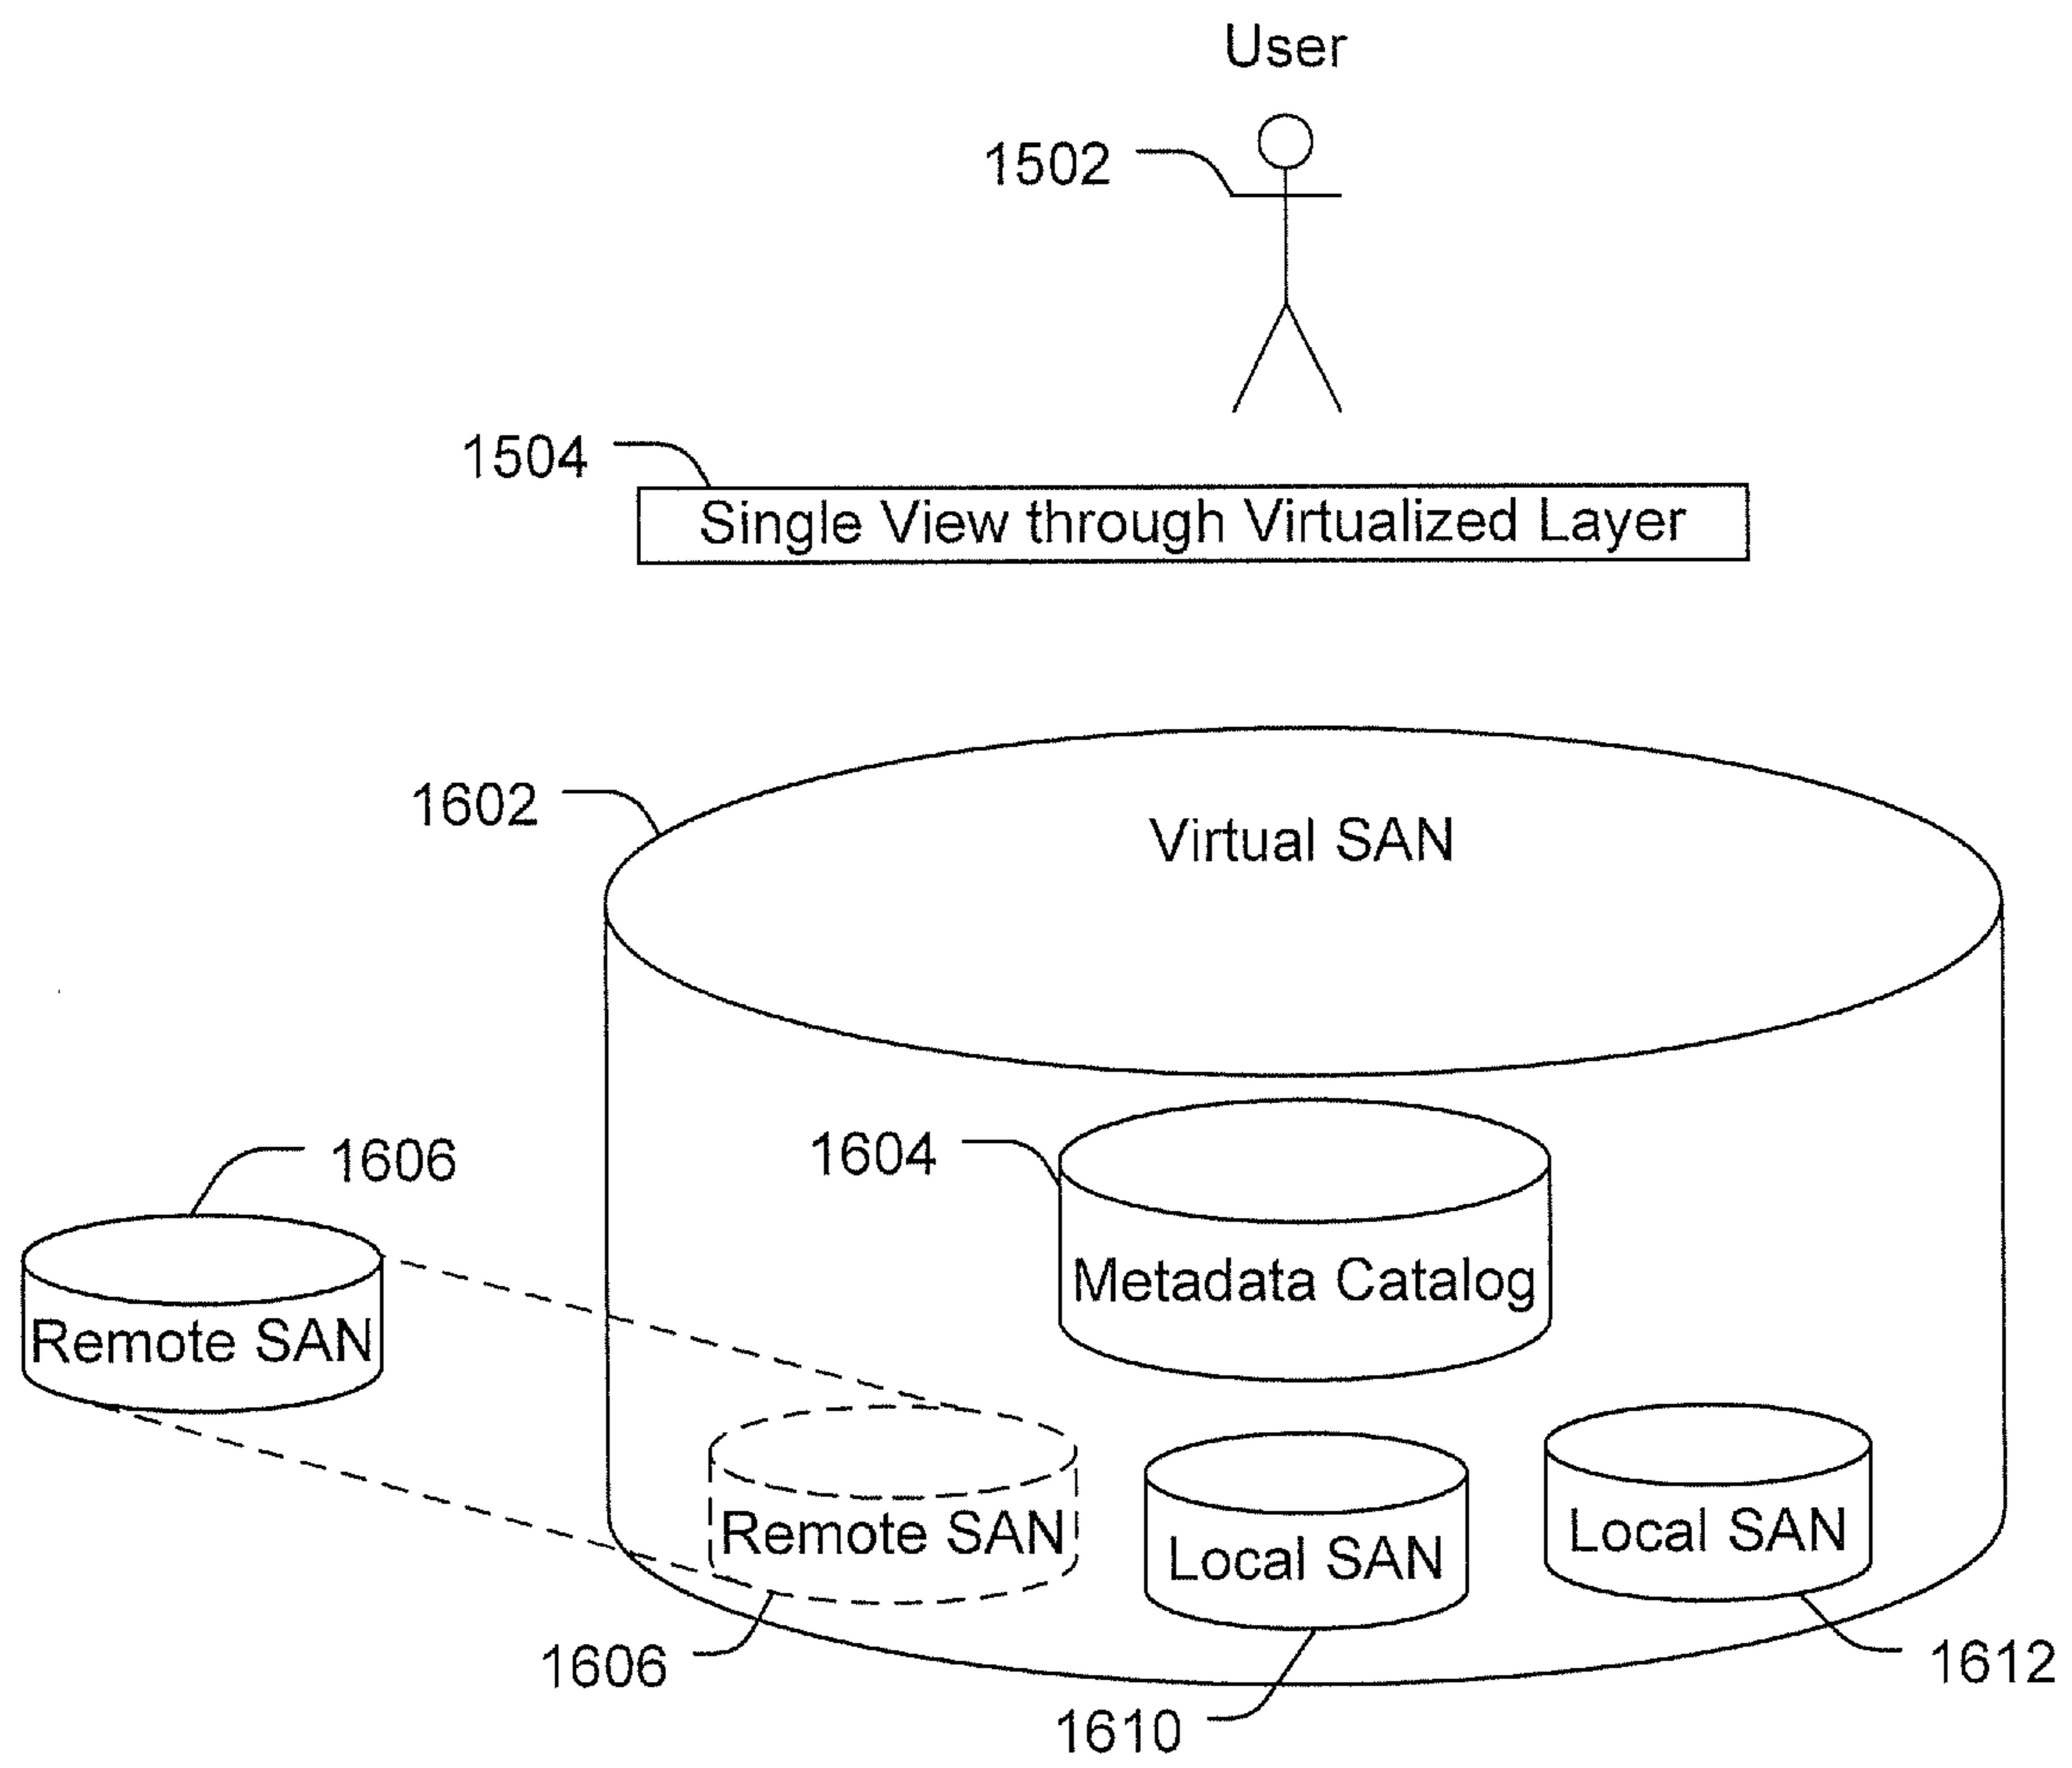 User
1502
1504
Single View through Virtualized Layer
1602
Virtual SAN
1606
1604
Metadata Catalog
Remote SAN
Remote SAN
Local SAN
Local SAN
1606
1610
1612